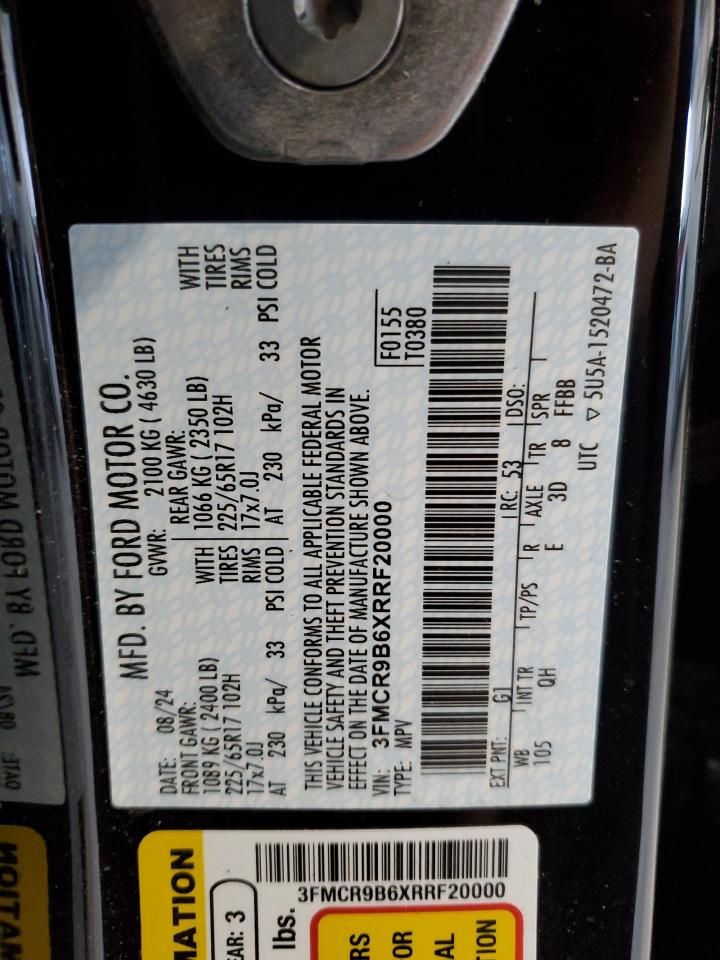 MFD. BY FORD MOTOR CO.
DATE: 08/24 GVWR: 2100 KG ( 4630 LB)
FRONT GAWR: REAR GAWR:
1089 KG ( 2400 LB) WITH 1066 KG ( 2350 LB) WITH
225/65R17 102H TIRES 225/65R17 102H TIRES
17x7.0J RIMS 17x7.0J RIMS
AT 230 kPa/ 33 PSI COLD AT 230 kPa/ 33 PSI COLD
THIS VEHICLE CONFORMS TO ALL APPLICABLE FEDERAL MOTOR
VEHICLE SAFETY AND THEFT PREVENTION STANDARDS IN
EFFECT ON THE DATE OF MANUFACTURE SHOWN ABOVE.
VIN: 3FMCR9B6XRRF20000 F0155
TYPE: MPV T0380
EXT PNT: G1 RC: 53 DSO:
WB INT TR TP/PS R AXLE TR SPR
105 QH E 3D 8 FFBB
UTC ▽ 5U5A-1520472-BA
MATION
EAR: 3
lbs.
3FMCR9B6XRRF20000
RS
OR
AL
TION